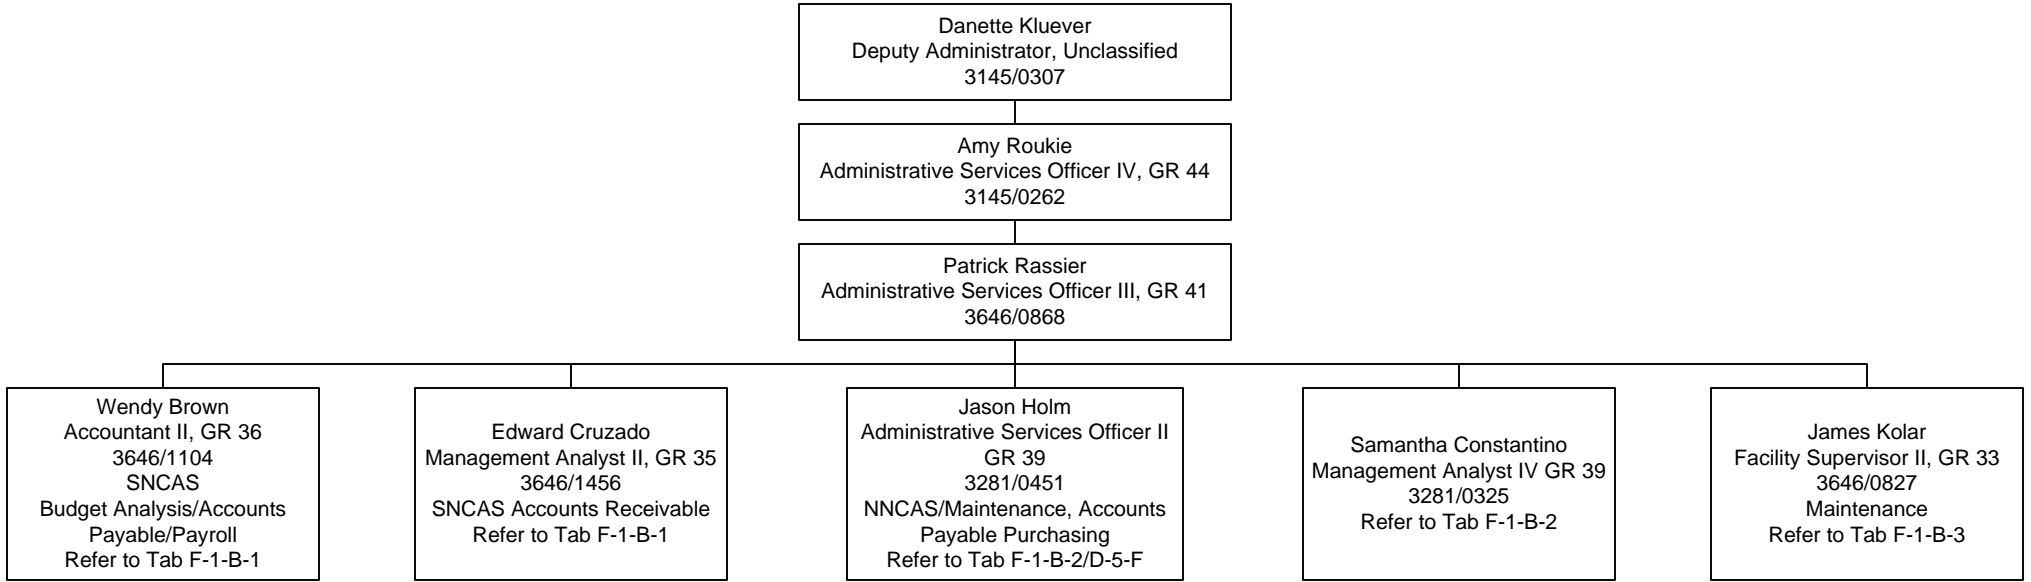 Danette Kluever
Deputy Administrator, Unclassified
3145/0307
Amy Roukie
Administrative Services Officer IV, GR 44
3145/0262
Patrick Rassier
Administrative Services Officer III, GR 41
3646/0868
Wendy Brown
Accountant II, GR 36
3646/1104
SNCAS
Budget Analysis/Accounts
Payable/Payroll
Refer to Tab F-1-B-1
Edward Cruzado
Management Analyst II, GR 35
3646/1456
SNCAS Accounts Receivable
Refer to Tab F-1-B-1
Jason Holm
Administrative Services Officer II
GR 39
3281/0451
NNCAS/Maintenance, Accounts
Payable Purchasing
Refer to Tab F-1-B-2/D-5-F
Samantha Constantino
Management Analyst IV GR 39
3281/0325
Refer to Tab F-1-B-2
James Kolar
Facility Supervisor II, GR 33
3646/0827
Maintenance
Refer to Tab F-1-B-3